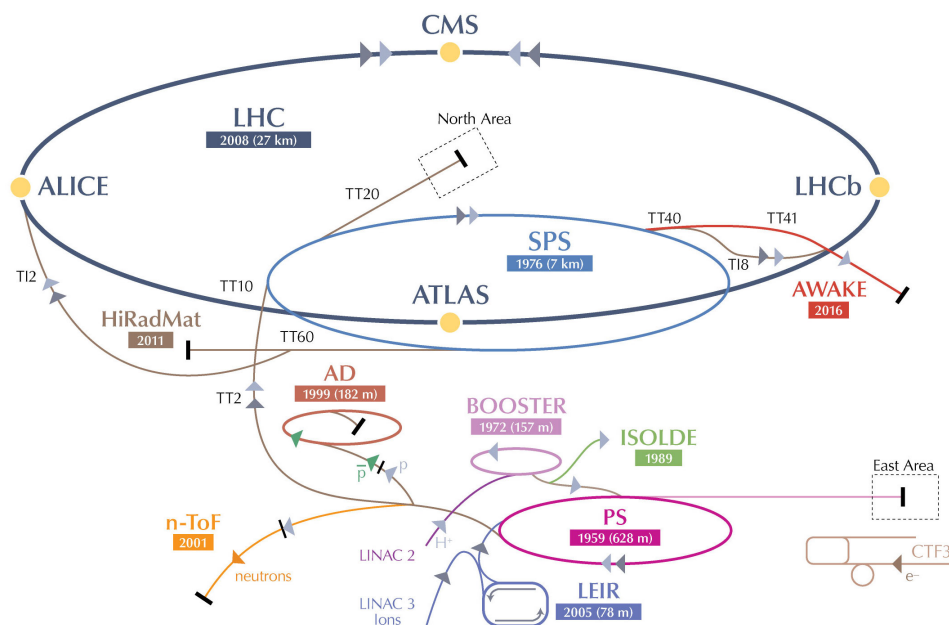 CMS
LHC
2008 (27 km)
North Area
ALICE
LHCb
TT20
TT40
TT41
SPS
1976 (7 km)
TI8
TI2
TT10
ATLAS
AWAKE
2016
HiRadMat
2011
TT60
AD
1999 (182 m)
TT2
BOOSTER
1972 (157 m)
ISOLDE
1989
p̅
p
East Area
n-ToF
2001
PS
1959 (628 m)
H⁺
LINAC 2
neutrons
CTF3
e⁻
LEIR
2005 (78 m)
LINAC 3
Ions